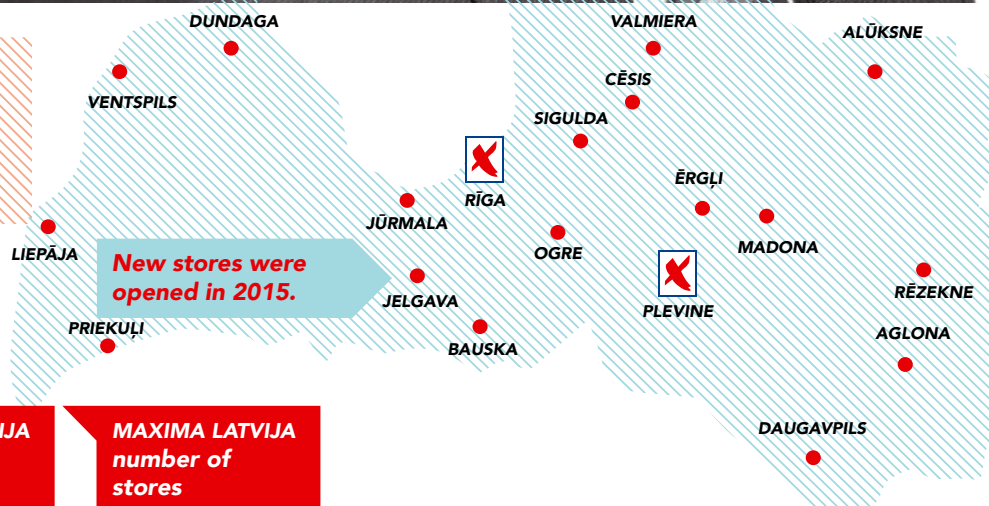 DUNDAGA
VALMIERA
ALŪKSNE
VENTSPILS
CĒSIS
SIGULDA
RĪGA
ĒRGĻI
JŪRMALA
LIEPĀJA
OGRE
MADONA
New stores were
opened in 2015.
JELGAVA
PLEVINE
RĒZEKNE
PRIEKUĻI
BAUSKA
AGLONA
DAUGAVPILS
IJA
MAXIMA LATVIJA
number of
stores